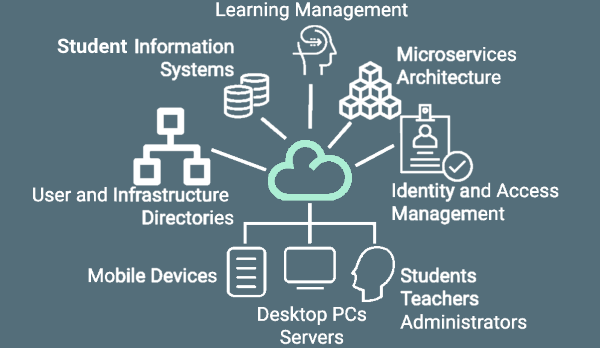 Learning Management
Student Information
Systems
Microservices
Architecture
User and Infrastructure
Directories
Identity and Access
Management
Mobile Devices
Desktop PCs
Servers
Students
Teachers
Administrators